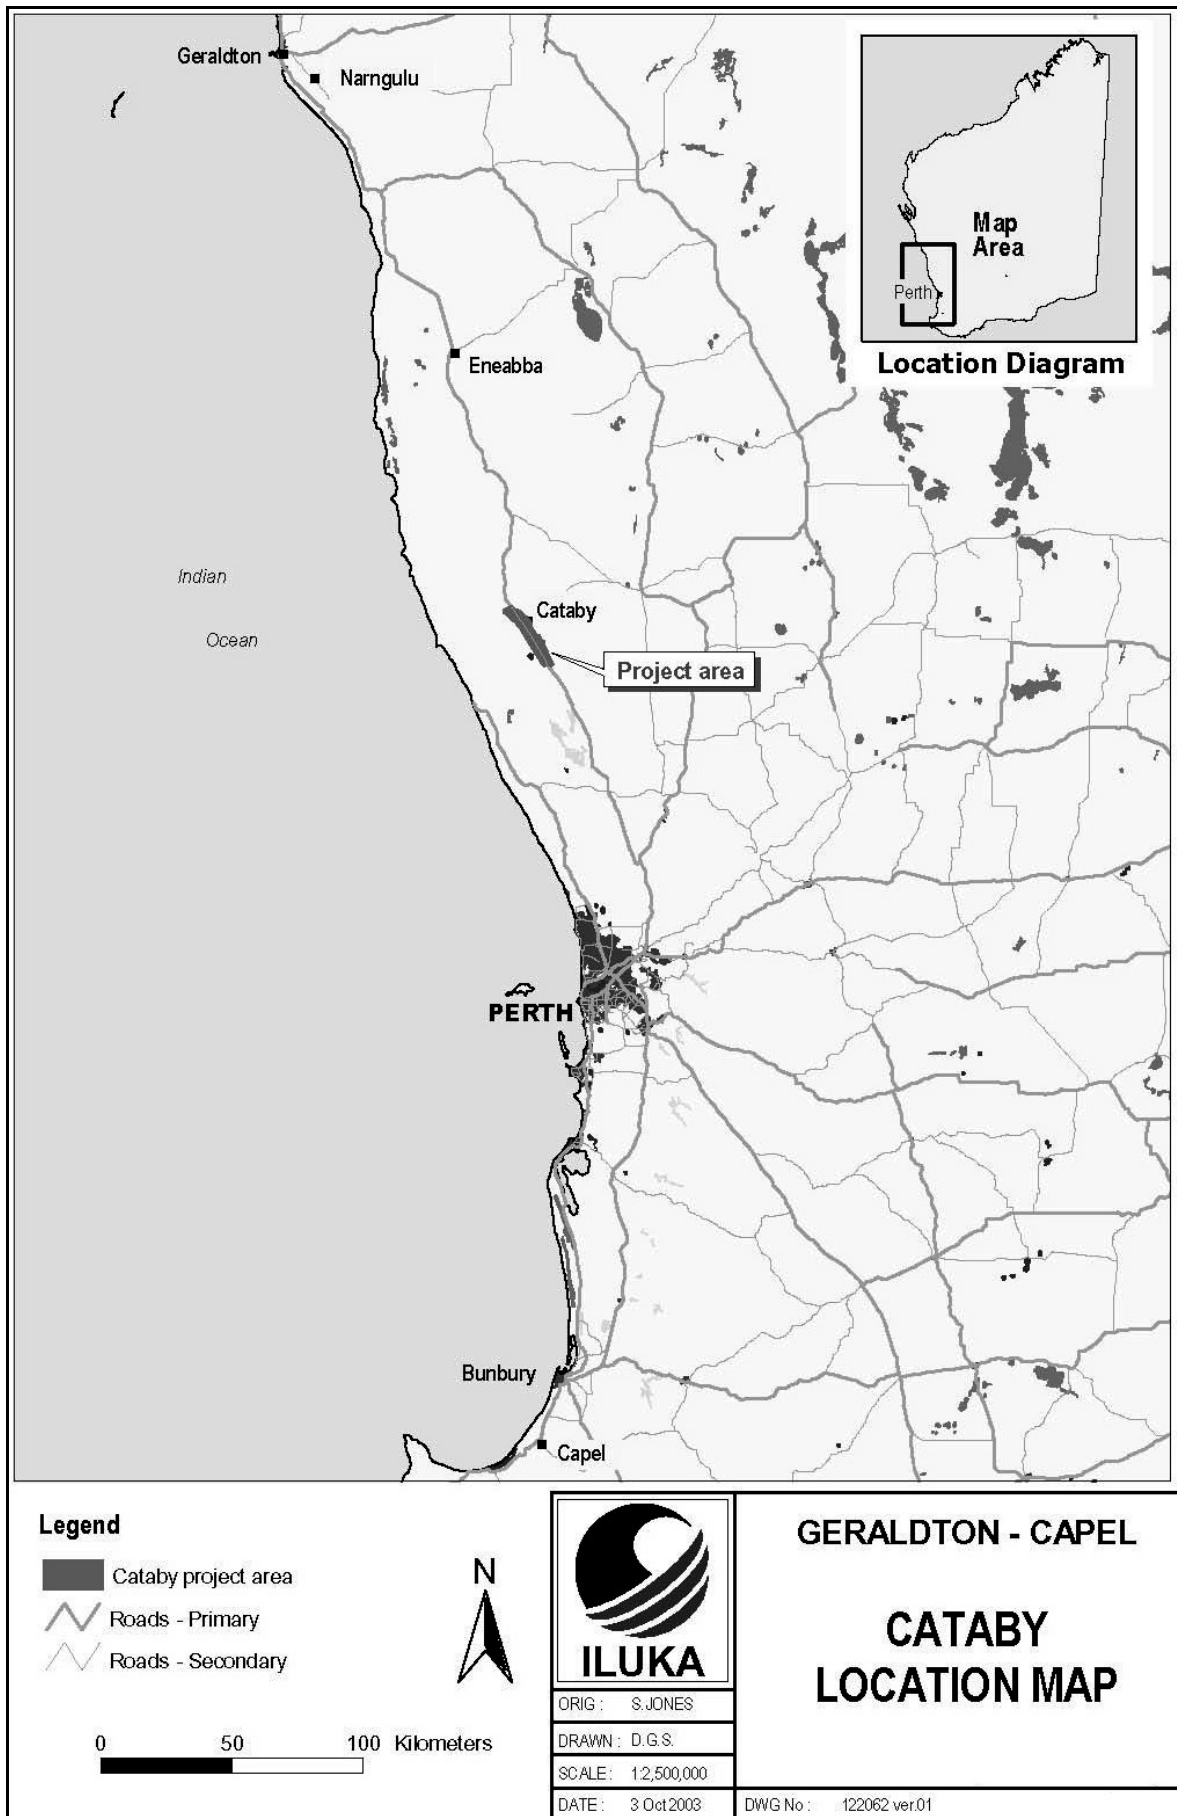 Geraldton
Narngulu
Map
Area
Perth
Location Diagram
Eneabba
Indian
Ocean
Cataby
Project area
PERTH
Bunbury
Capel
Legend
Cataby project area
Roads - Primary
Roads - Secondary
N
0 50 100 Kilometers
ILUKA
ORIG : S.JONES
DRAWN : D.G.S.
SCALE : 1:2,500,000
DATE : 3 Oct 2003
GERALDTON - CAPEL
CATABY
LOCATION MAP
DWG No : 122062 ver.01